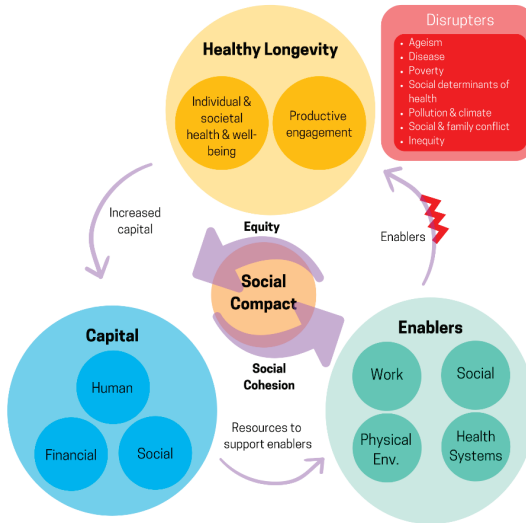 Disrupters
• Ageism
• Disease
• Poverty
• Social determinants of
health
• Pollution & climate
• Social & family conflict
• Inequity
Healthy Longevity
Individual &
societal
health & well-
being
Productive
engagement
Increased
capital
Equity
Enablers
Social
Compact
Social
Cohesion
Capital
Human
Financial
Social
Resources to
support enablers
Enablers
Work
Social
Physical
Env.
Health
Systems